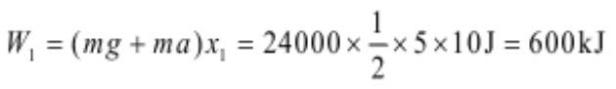 W₁ = (mg + ma)x₁ = 24000 × 1/2 × 5 × 10J = 600kJ